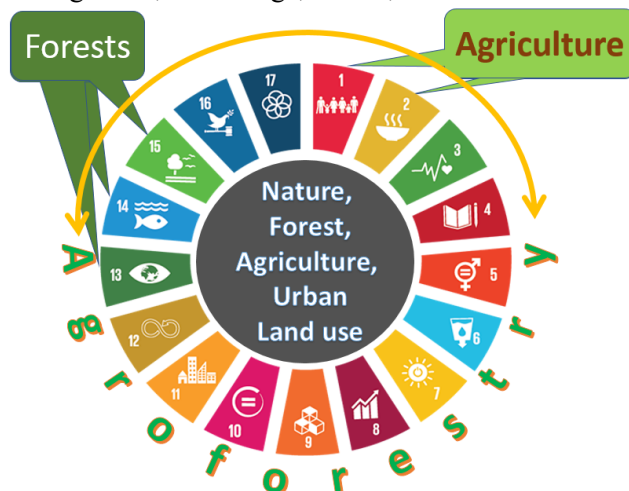 Forests
Agriculture
1
2
3
4
5
6
7
8
9
10
11
12
13
14
15
16
17
Nature,
Forest,
Agriculture,
Urban
Land use
Agroforestry